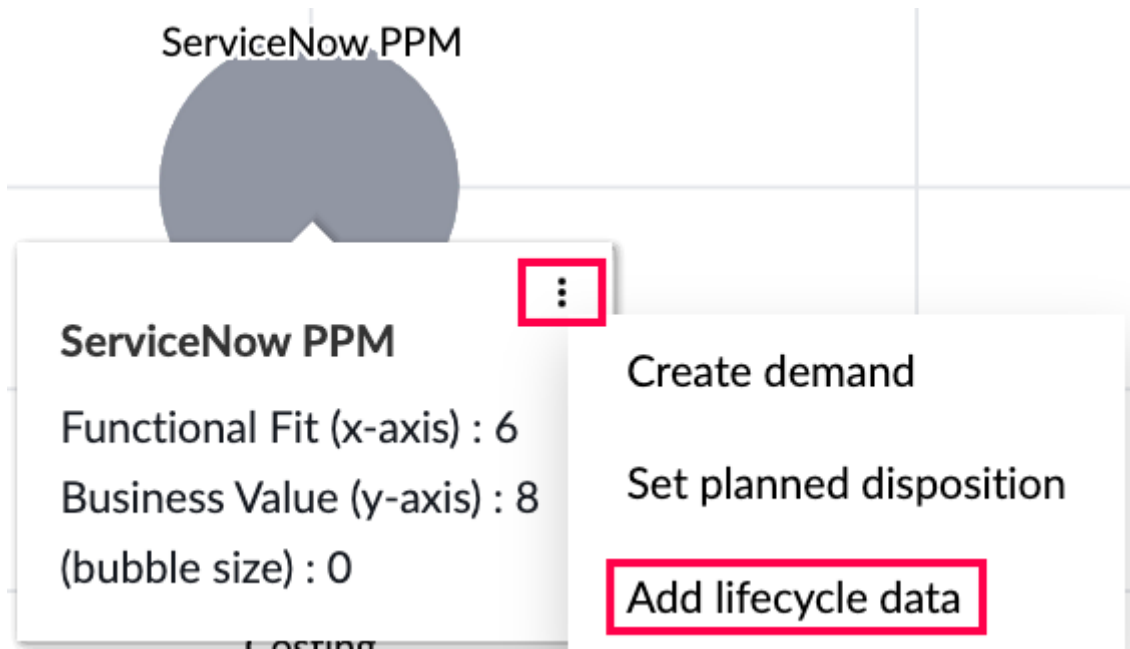 ServiceNow PPM
ServiceNow PPM
Functional Fit (x-axis) : 6
Business Value (y-axis) : 8
(bubble size) : 0
Create demand
Set planned disposition
Add lifecycle data
Costing